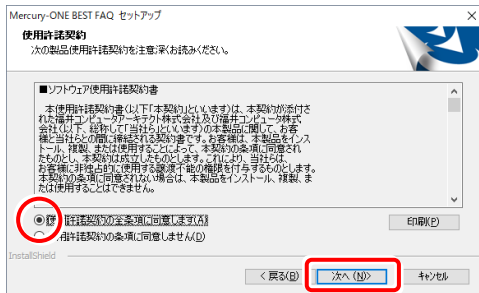 Mercury-ONE BEST FAQ セットアップ
使用許諾契約
次の製品使用許諾契約を注意深くお読みください。
■ソフトウェア使用許諾契約書
本使用許諾契約書(以下「本契約」といいます)は、本契約が添付さ
れた福井コンピュータアーキテクト株式会社及び福井コンピュータ株式
会社(以下、総称して「当社ら」といいます)の本製品に関して、お客
様と当社らとの間に締結される契約書です。お客様は、本製品をインス
トール、複製、または使用することによって、本契約の条項に同意され
たものとし、本契約は成立したものとします。これにより、当社らは、
お客様に非独占的に使用する譲渡不能の権限を付与するものとします。
本契約の条項に同意されない場合は、本製品をインストール、複製、ま
たは使用することはできません。
使用許諾契約の全条項に同意します(A)
用許諾契約の条項に同意しません(D)
印刷(P)
InstallShield
< 戻る(B)
次へ (N)>
キャンセル